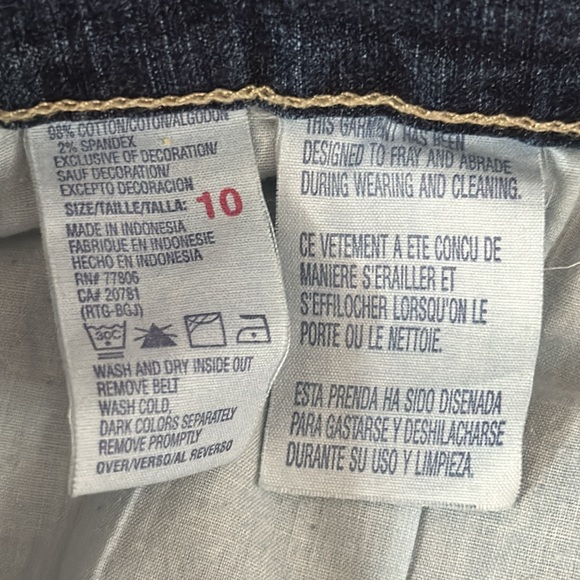 98% COTTON/COTON/ALGODON
2% SPANDEX
EXCLUSIVE OF DECORATION/
SAUF DECORATION/
EXCEPTO DECORACION
SIZE/TAILLE/TALLA: 10
MADE IN INDONESIA
FABRIQUE EN INDONESIE
HECHO EN INDONESIA
RN# 77806
CA# 20781
(RTG-BGJ)
30C
WASH AND DRY INSIDE OUT
REMOVE BELT
WASH COLD
DARK COLORS SEPARATELY
REMOVE PROMPTLY
OVER/VERSO/AL REVERSO
THIS GARMENT HAS BEEN
DESIGNED TO FRAY AND ABRADE
DURING WEARING AND CLEANING.
CE VETEMENT A ETE CONCU DE
MANIERE S'ERAILLER ET
S'EFFILOCHER LORSQU'ON LE
PORTE OU LE NETTOIE.
ESTA PRENDA HA SIDO DISENADA
PARA GASTARSE Y DESHILACHARSE
DURANTE SU USO Y LIMPIEZA.